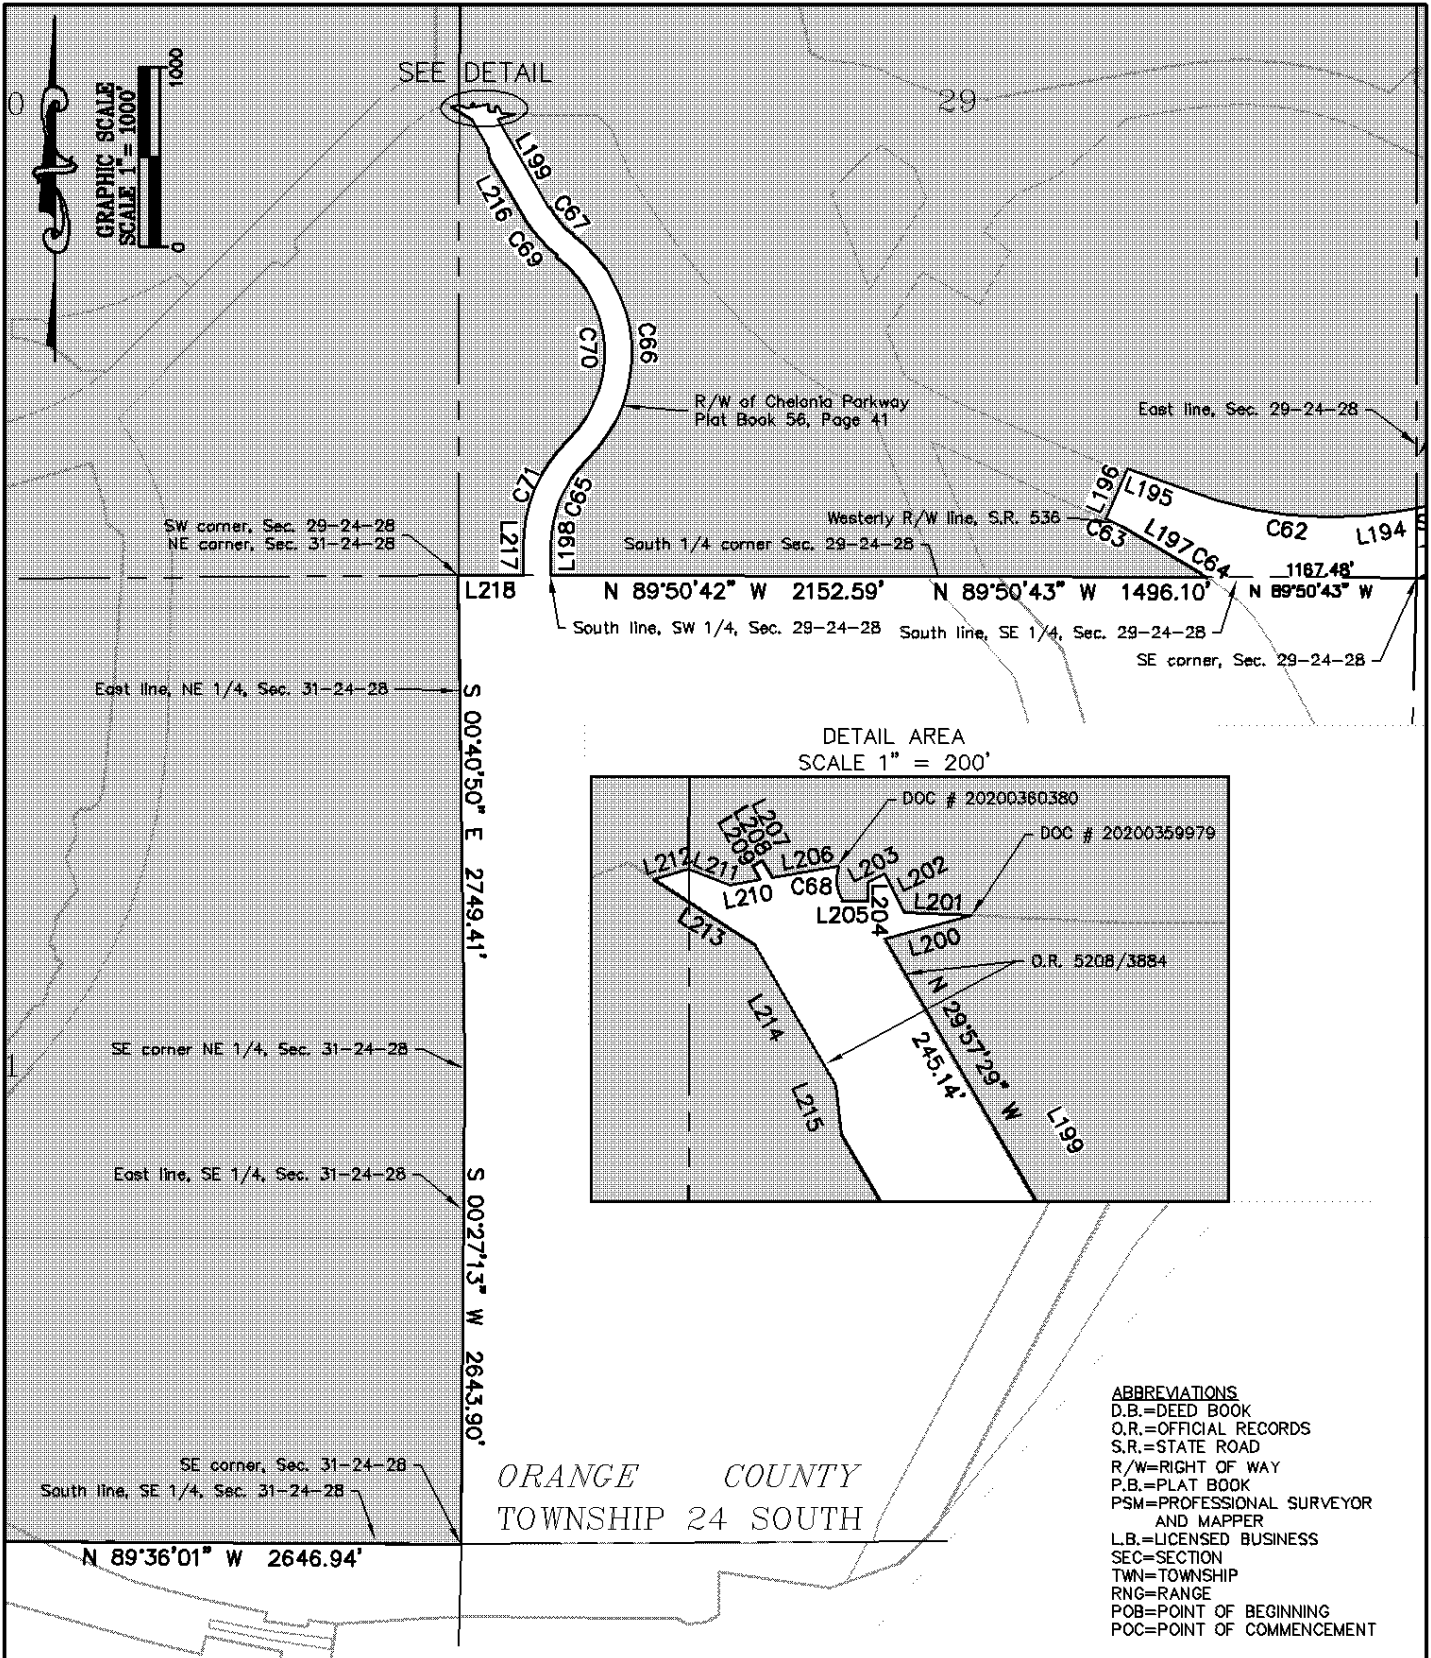 SEE DETAIL
29
0
GRAPHIC SCALE
SCALE 1" = 1000'
0
1000
L199
C67
L216
C69
C66
C70
R/W of Chelonia Parkway
Plat Book 56, Page 41
East line, Sec. 29-24-28
C71
C65
L196
L195
SW corner, Sec. 29-24-28
NE corner, Sec. 31-24-28
L217
L198
Westerly R/W line, S.R. 536
South 1/4 corner Sec. 29-24-28
C63
L197
C64
C62
L194
S
L218
N 89°50'42" W 2152.59'
N 89°50'43" W 1496.10'
1167.48'
N 89°50'43" W
South line, SW 1/4, Sec. 29-24-28
South line, SE 1/4, Sec. 29-24-28
SE corner, Sec. 29-24-28
East line, NE 1/4, Sec. 31-24-28
S 00°40'50" E 2749.41'
DETAIL AREA
SCALE 1" = 200'
DOC # 20200360380
DOC # 20200359979
L207
L208
L209
L212
L211
L210
L206
C68
L203
L202
L205
L204
L201
L200
L213
O.R. 5208/3884
L214
L215
N 29°57'29" W
245.14'
L199
SE corner NE 1/4, Sec. 31-24-28
1
East line, SE 1/4, Sec. 31-24-28
S 00°27'13" W 2643.90'
SE corner, Sec. 31-24-28
South line, SE 1/4, Sec. 31-24-28
N 89°36'01" W 2646.94'
ORANGE COUNTY
TOWNSHIP 24 SOUTH
ABBREVIATIONS
D.B.=DEED BOOK
O.R.=OFFICIAL RECORDS
S.R.=STATE ROAD
R/W=RIGHT OF WAY
P.B.=PLAT BOOK
PSM=PROFESSIONAL SURVEYOR
AND MAPPER
L.B.=LICENSED BUSINESS
SEC=SECTION
TWN=TOWNSHIP
RNG=RANGE
POB=POINT OF BEGINNING
POC=POINT OF COMMENCEMENT